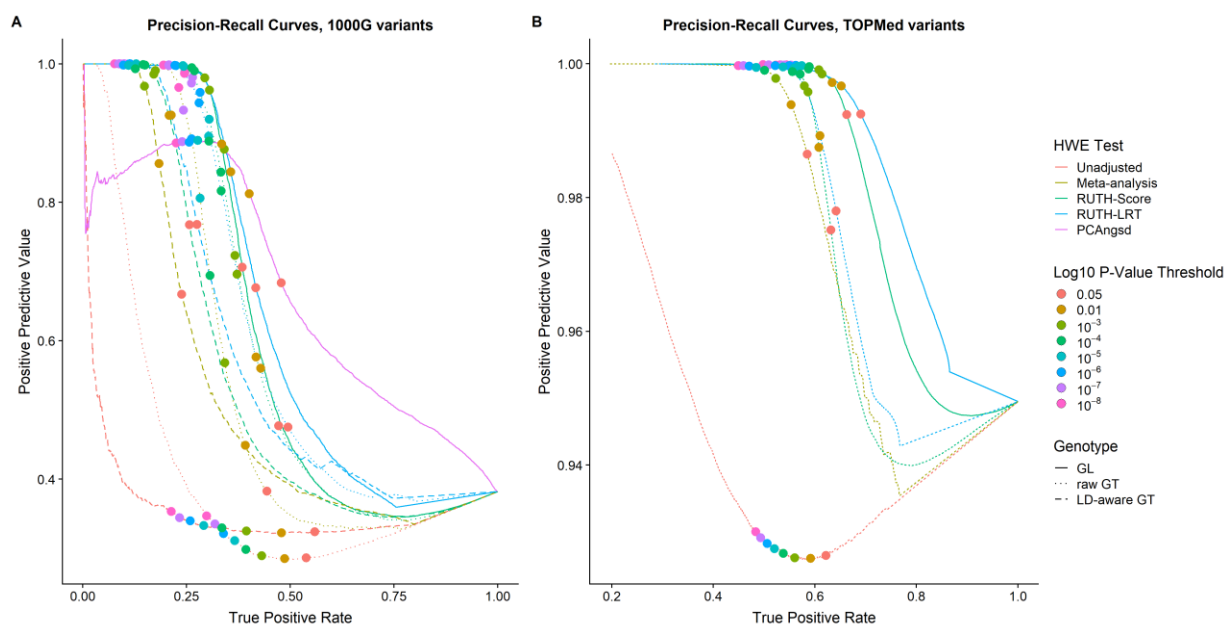 A
Precision-Recall Curves, 1000G variants
1.0
0.8
0.6
0.4
Positive Predictive Value
0.00
0.25
0.50
0.75
1.00
True Positive Rate
B
Precision-Recall Curves, TOPMed variants
1.00
0.98
0.96
0.94
Positive Predictive Value
0.2
0.4
0.6
0.8
1.0
True Positive Rate
HWE Test
Unadjusted
Meta-analysis
RUTH-Score
RUTH-LRT
PCAngsd
Log10 P-Value Threshold
0.05
0.01
10⁻³
10⁻⁴
10⁻⁵
10⁻⁶
10⁻⁷
10⁻⁸
Genotype
GL
raw GT
LD-aware GT